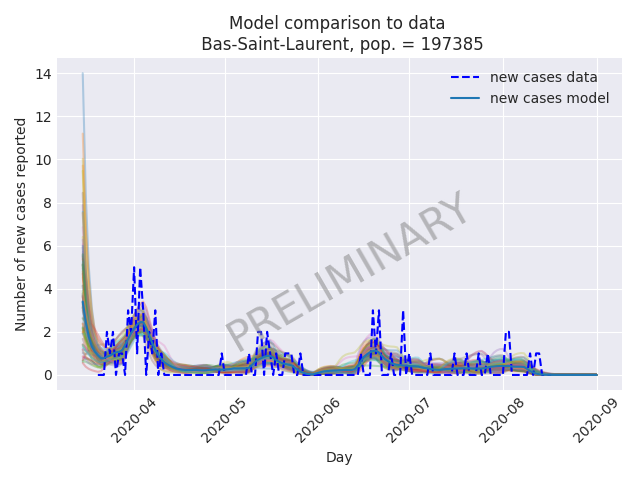 Model comparison to data
Bas-Saint-Laurent, pop. = 197385
new cases data
new cases model
Number of new cases reported
14
12
10
8
6
4
2
0
PRELIMINARY
2020-04
2020-05
2020-06
2020-07
2020-08
2020-09
Day